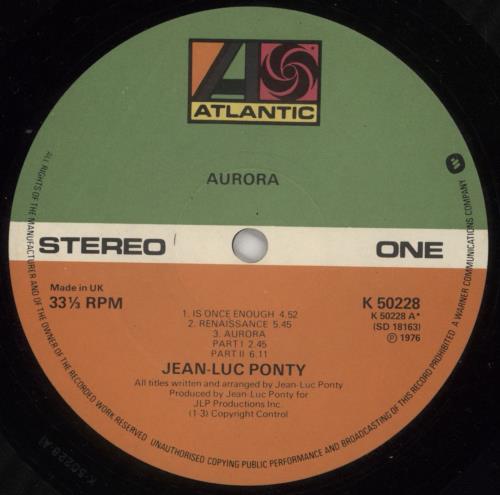 ATLANTIC
AURORA
STEREO ONE
Made in UK
33⅓ RPM
K 50228
K 50228 A*
(SD 18163)
℗ 1976
1. IS ONCE ENOUGH 4.52
2. RENAISSANCE 5.45
3. AURORA
PART I 2.45
PART II 6.11
JEAN-LUC PONTY
All titles written and arranged by Jean-Luc Ponty
Produced by Jean-Luc Ponty for
JLP Productions Inc.
(1-3) Copyright Control
ALL RIGHTS OF THE MANUFACTURER AND OF THE OWNER OF THE RECORDED WORK RESERVED UNAUTHORISED COPYING PUBLIC PERFORMANCE AND BROADCASTING OF THIS RECORD PROHIBITED A WARNER COMMUNICATIONS COMPANY
K-50228-A1